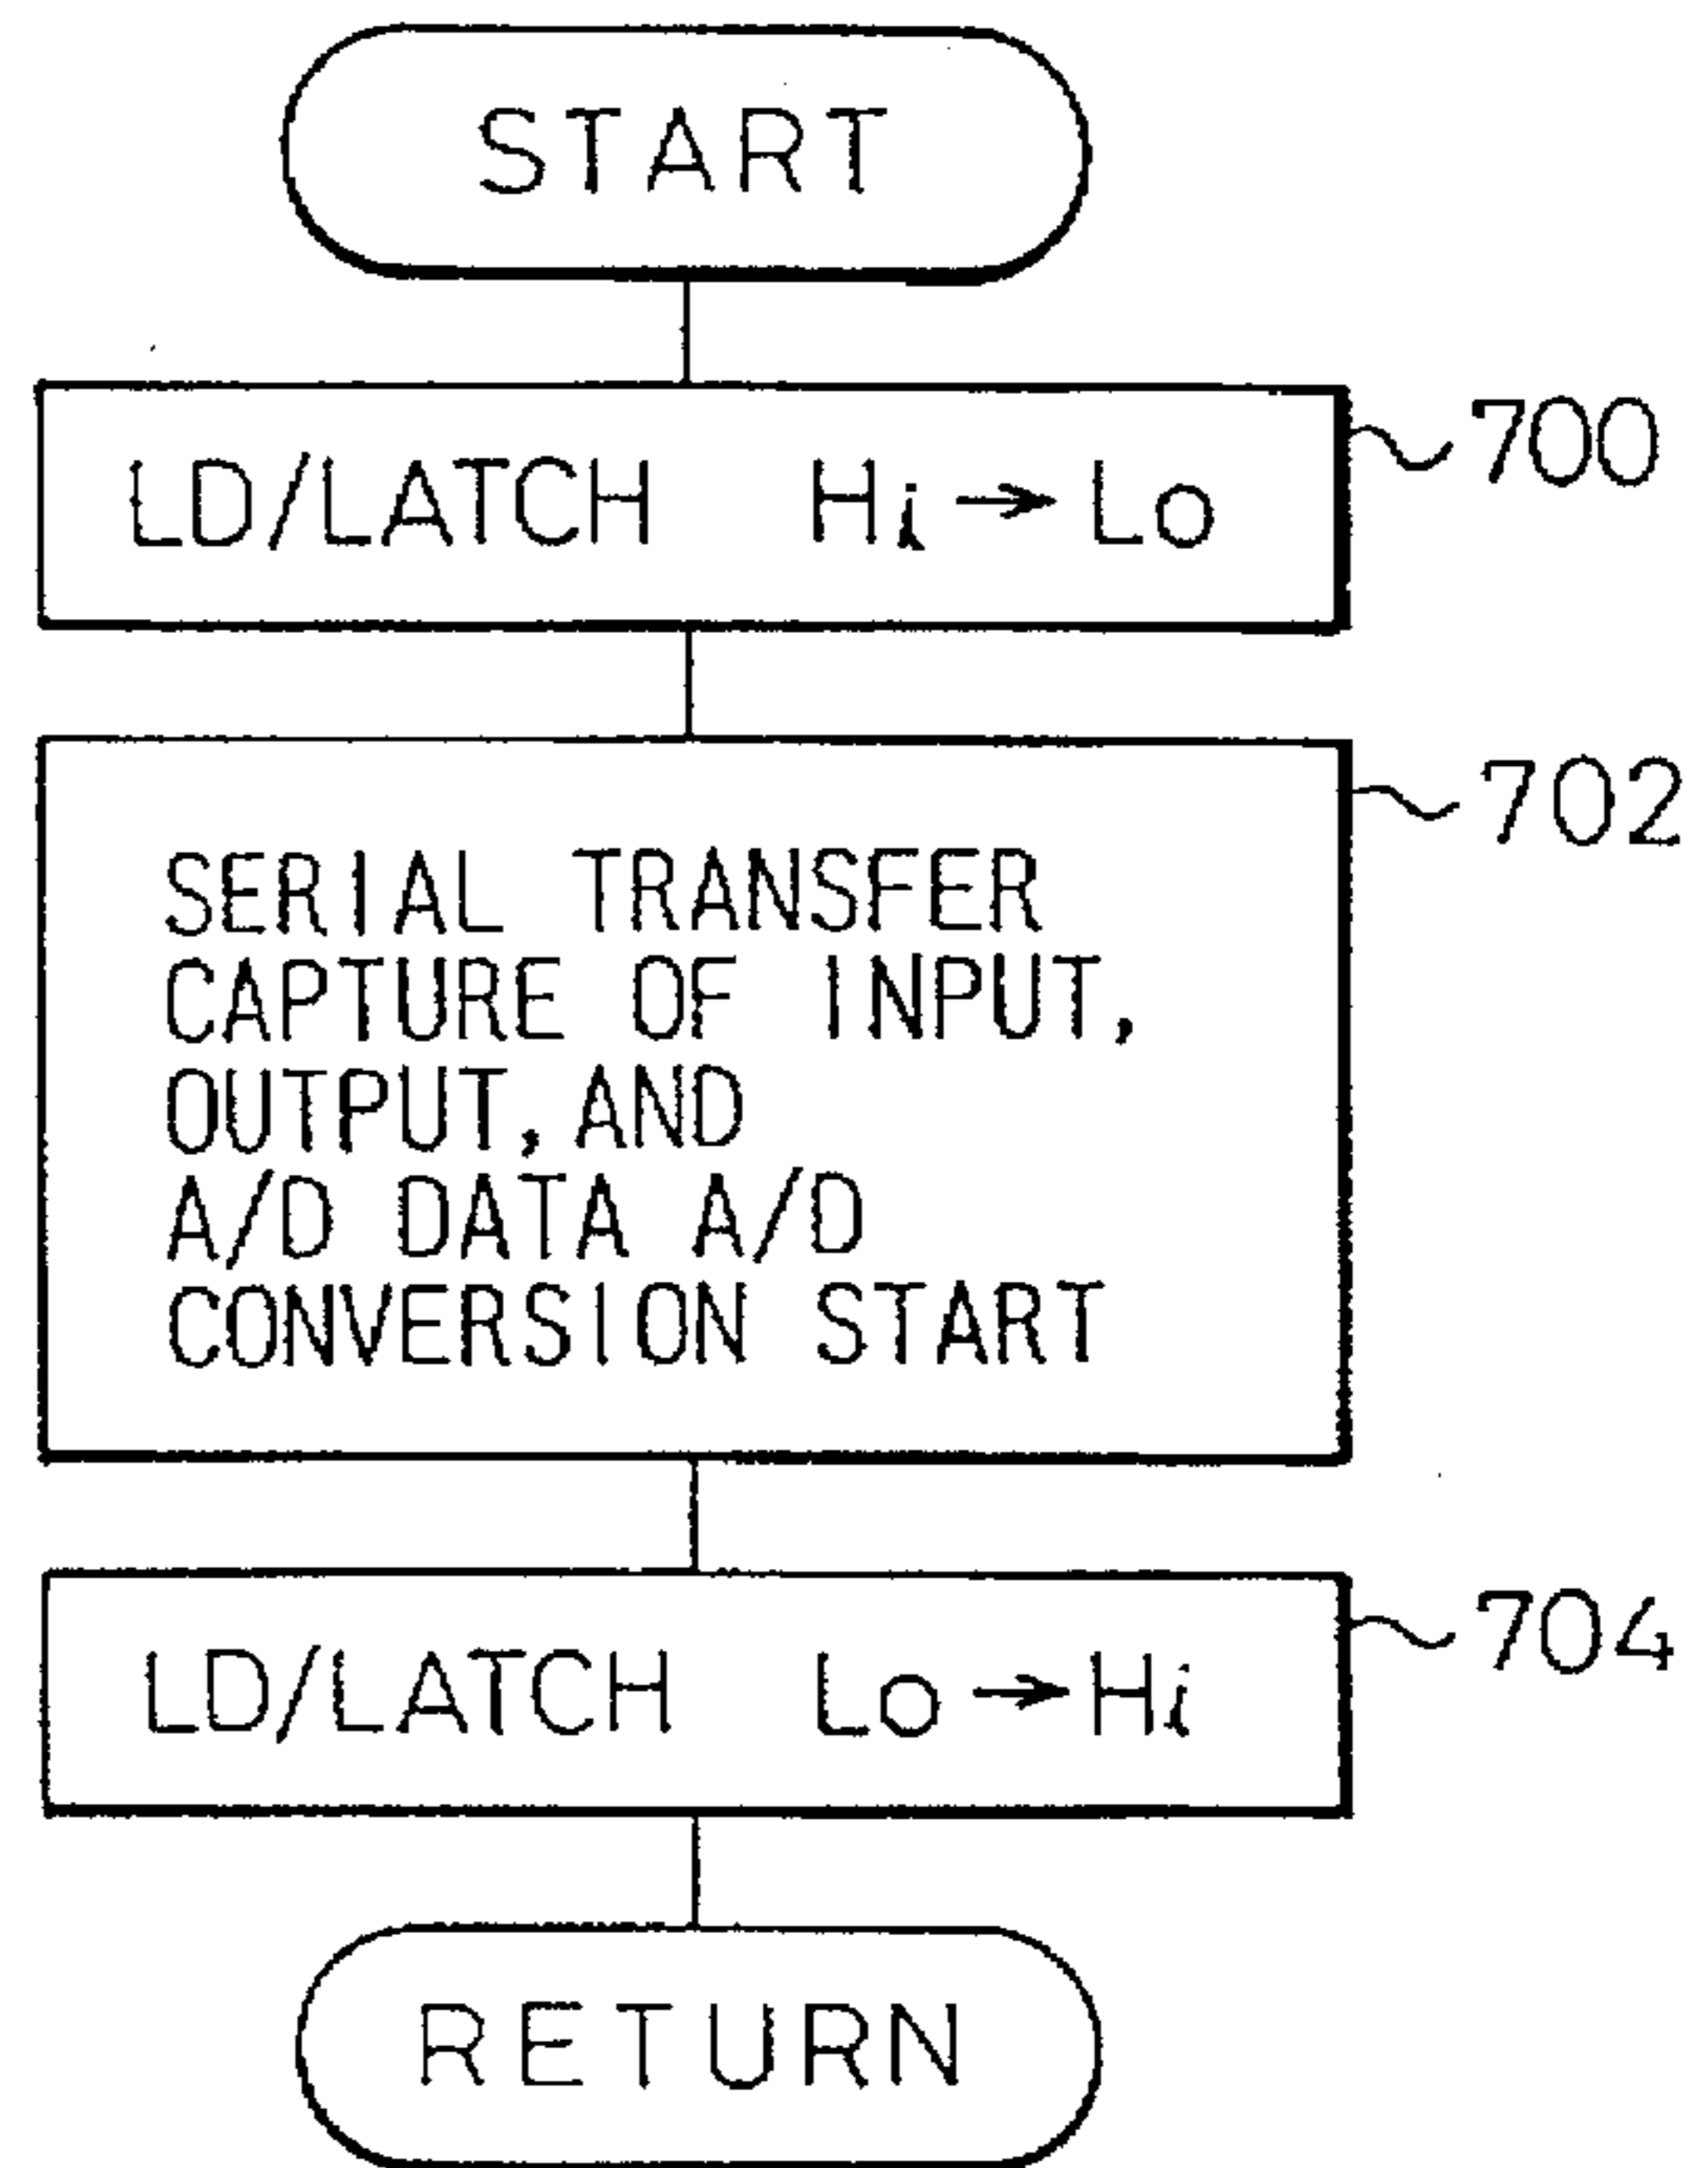 START
LD/LATCH Hi→Lo
700
SERIAL TRANSFER
CAPTURE OF INPUT,
OUTPUT, AND
A/D DATA A/D
CONVERSION START
702
LD/LATCH Lo→Hi
704
RETURN